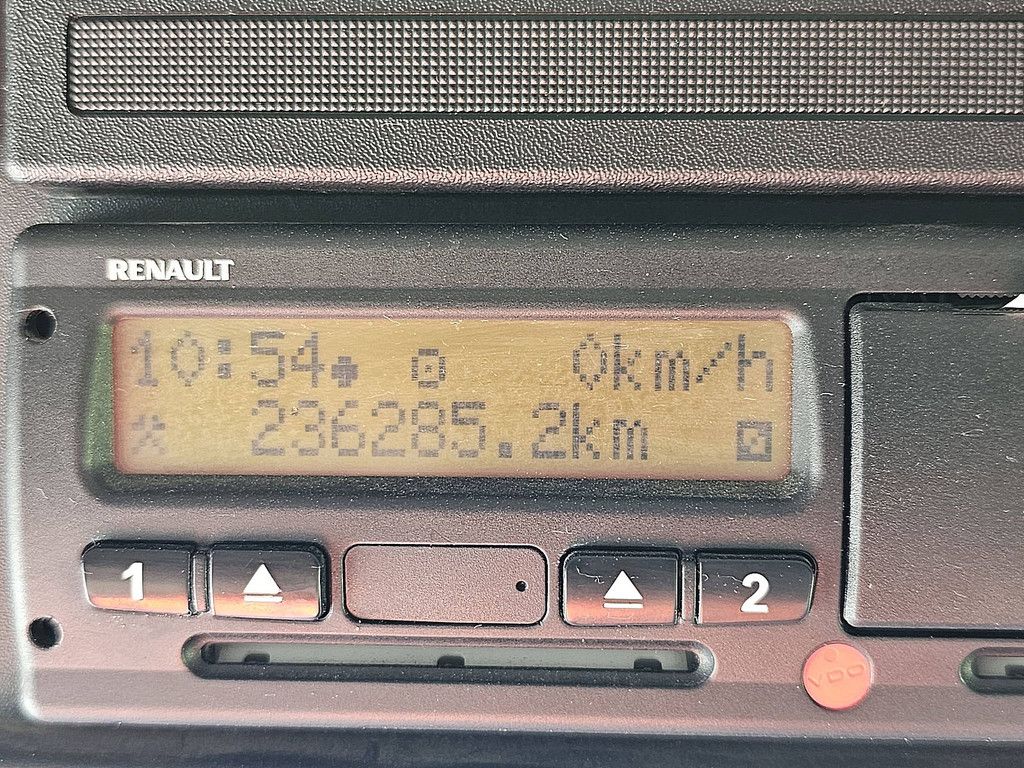 RENAULT
10:54 0km/h
236285.2km
1 2
VDO